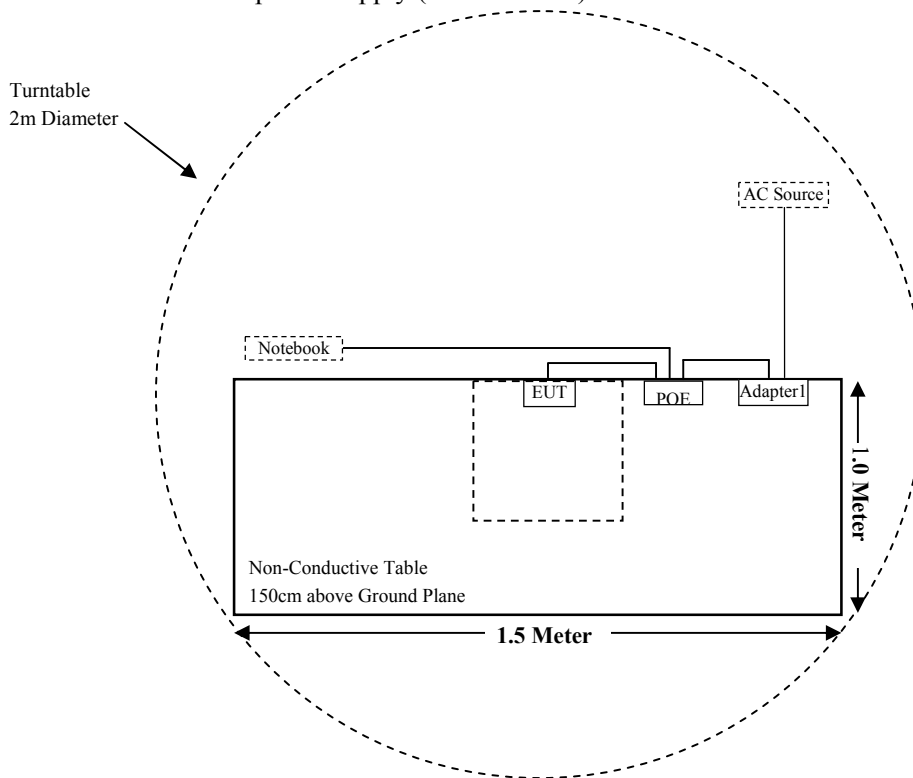 Turntable
2m Diameter
AC Source
Notebook
EUT
POE
Adapter1
1.0 Meter
Non-Conductive Table
150cm above Ground Plane
1.5 Meter